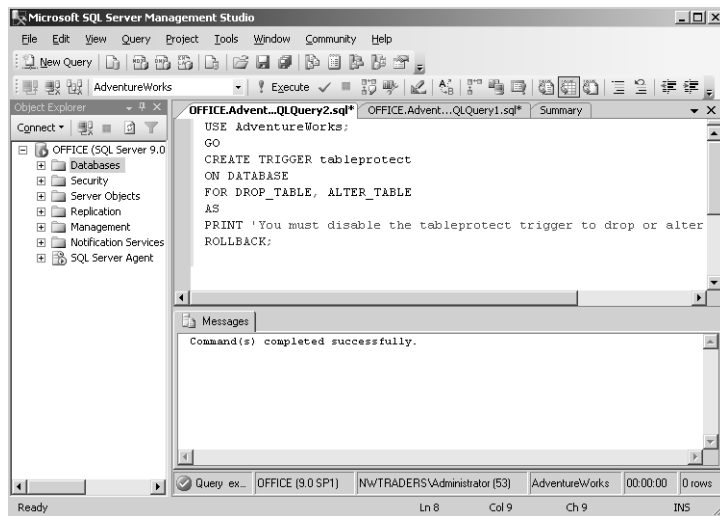 Microsoft SQL Server Management Studio
File Edit View Query Project Tools Window Community Help
New Query
AdventureWorks Execute
Object Explorer
OFFICE.Advent...QLQuery2.sql* OFFICE.Advent...QLQuery1.sql* Summary
Connect
OFFICE (SQL Server 9.0
Databases
Security
Server Objects
Replication
Management
Notification Services
SQL Server Agent
USE AdventureWorks;
GO
CREATE TRIGGER tableprotect
ON DATABASE
FOR DROP_TABLE, ALTER_TABLE
AS
PRINT 'You must disable the tableprotect trigger to drop or alter
ROLLBACK;
Messages
Command(s) completed successfully.
Query ex... OFFICE (9.0 SP1) NWTRADERS\Administrator (53) AdventureWorks 00:00:00 0 rows
Ready Ln 8 Col 9 Ch 9 INS